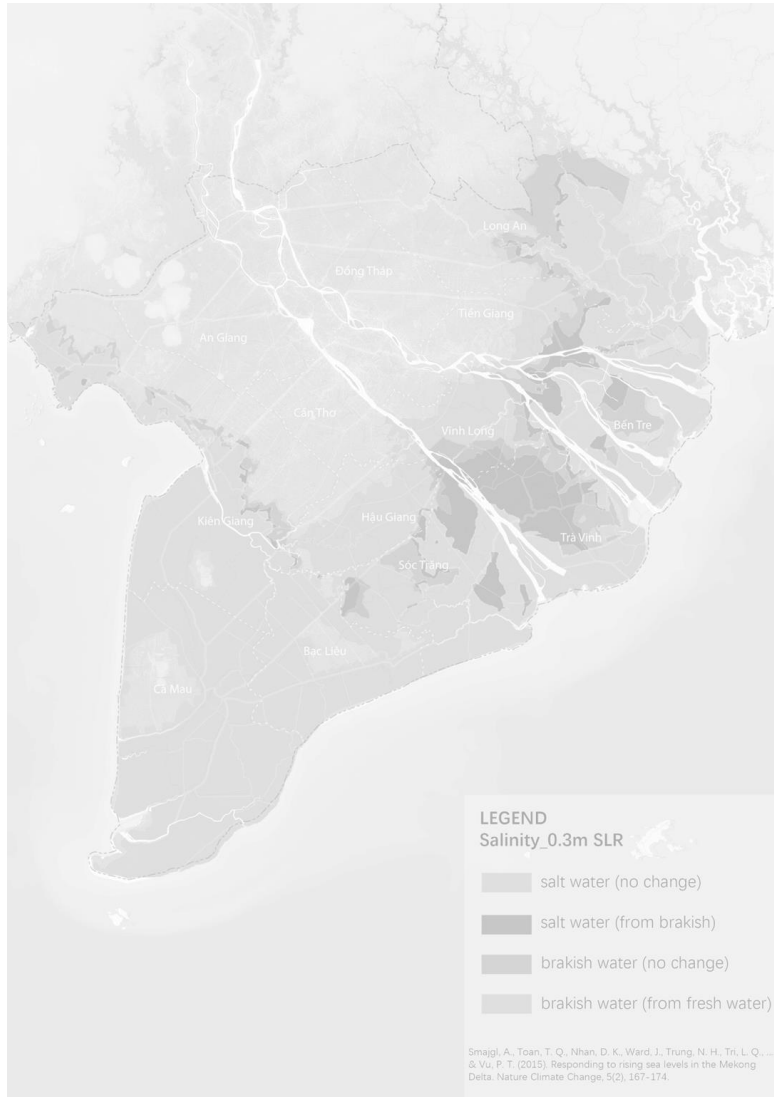 Long An
Đồng Tháp
Tiền Giang
An Giang
Cần Thơ
Vĩnh Long
Bến Tre
Kiên Giang
Hậu Giang
Trà Vinh
Sóc Trăng
Bạc Liêu
Cà Mau
LEGEND
Salinity_0.3m SLR
salt water (no change)
salt water (from brakish)
brakish water (no change)
brakish water (from fresh water)
Smajgl, A., Toan, T. Q., Nhan, D. K., Ward, J., Trung, N. H., Tri, L. Q., ...
& Vu, P. T. (2015). Responding to rising sea levels in the Mekong
Delta. Nature Climate Change, 5(2), 167-174.